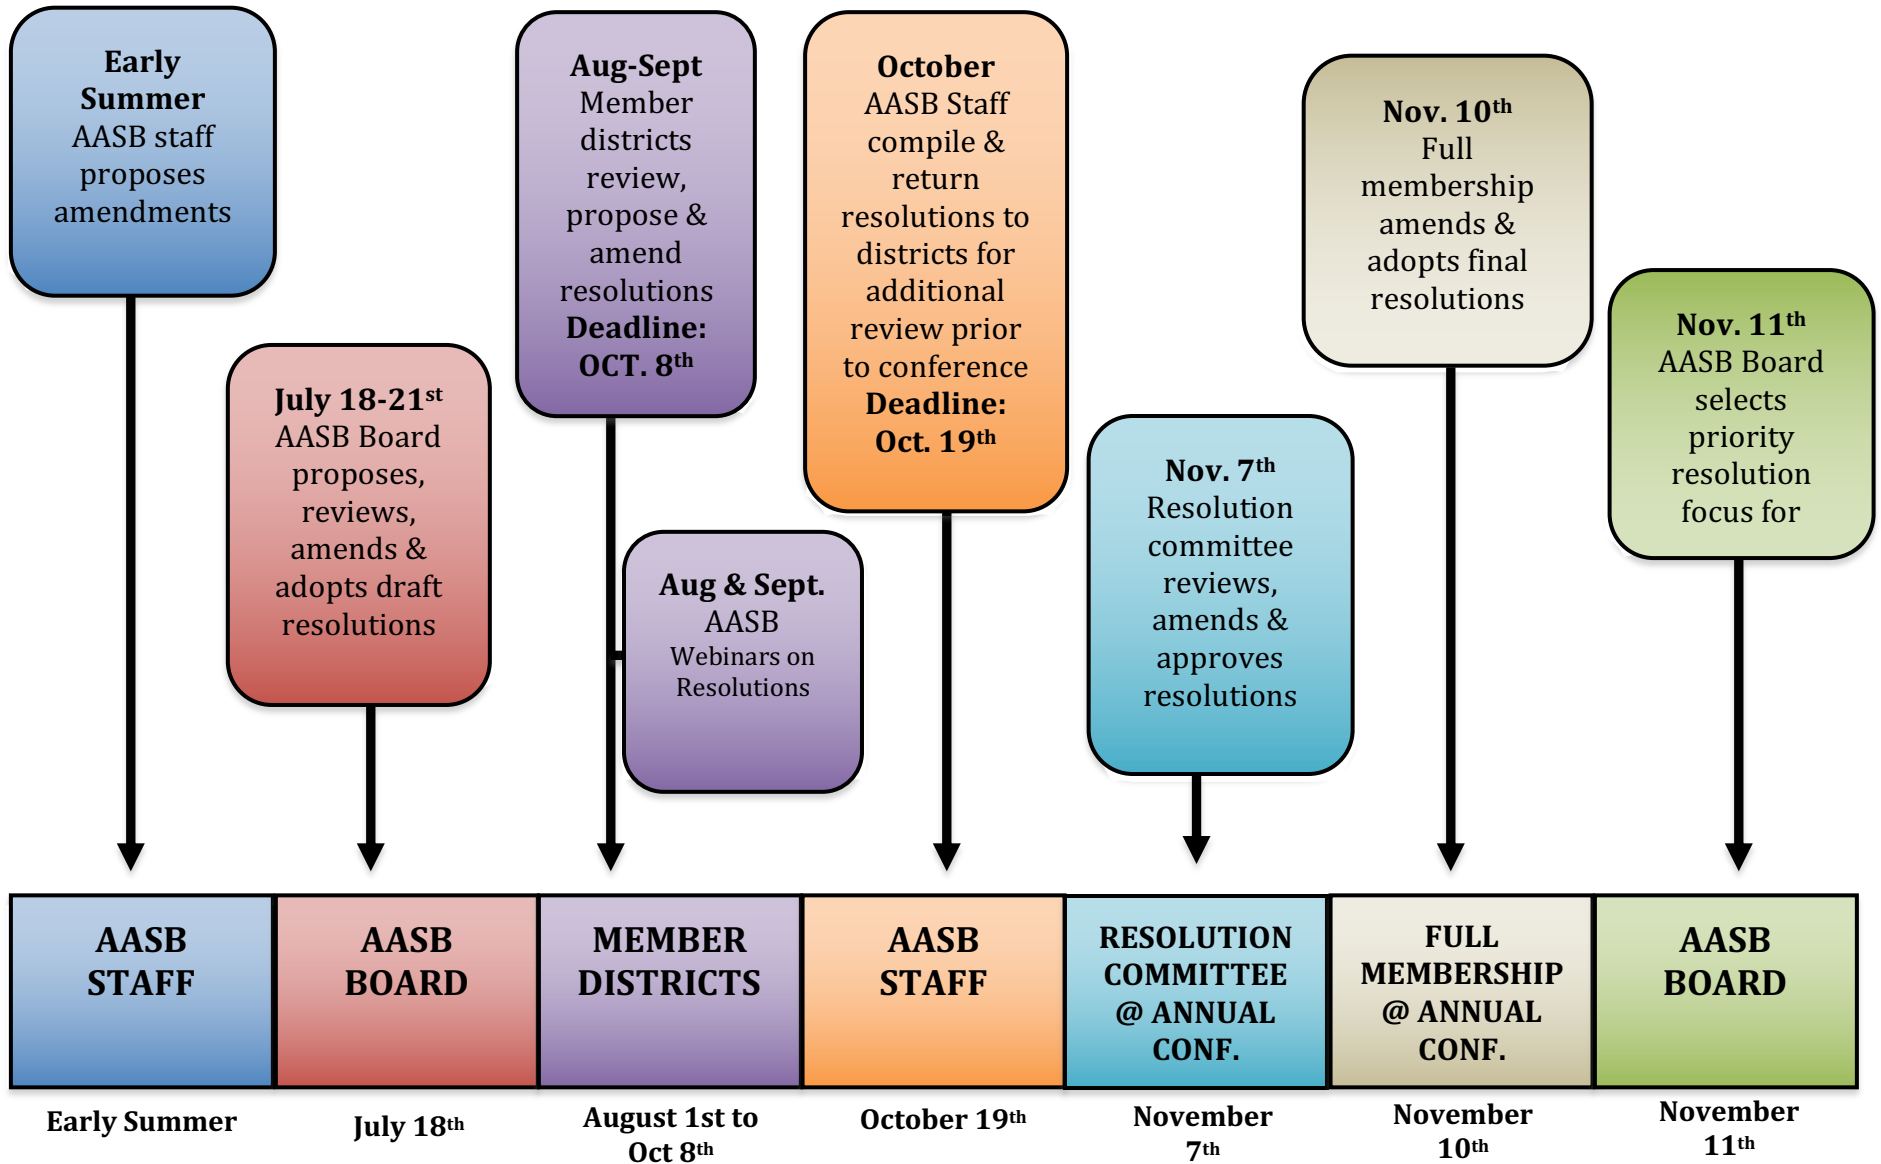 Early
Summer
AASB staff
proposes
amendments
July 18-21st
AASB Board
proposes,
reviews,
amends &
adopts draft
resolutions
Aug-Sept
Member
districts
review,
propose &
amend
resolutions
Deadline:
OCT. 8th
Aug & Sept.
AASB
Webinars on
Resolutions
October
AASB Staff
compile &
return
resolutions to
districts for
additional
review prior
to conference
Deadline:
Oct. 19th
Nov. 7th
Resolution
committee
reviews,
amends &
approves
resolutions
Nov. 10th
Full
membership
amends &
adopts final
resolutions
Nov. 11th
AASB Board
selects
priority
resolution
focus for
AASB
STAFF
AASB
BOARD
MEMBER
DISTRICTS
AASB
STAFF
RESOLUTION
COMMITTEE
@ ANNUAL
CONF.
FULL
MEMBERSHIP
@ ANNUAL
CONF.
AASB
BOARD
Early Summer
July 18th
August 1st to
Oct 8th
October 19th
November
7th
November
10th
November
11th